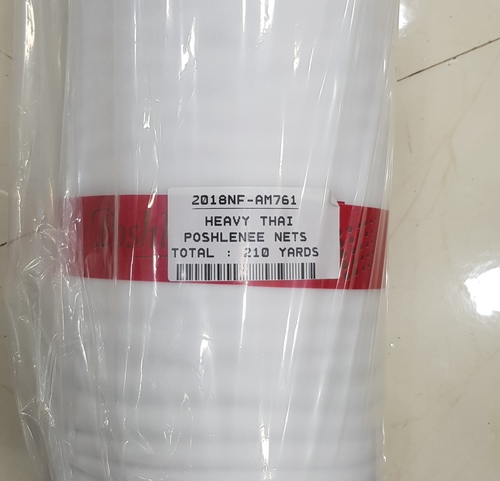 2018NF-AM761
HEAVY THAI
POSHLENEE NETS
TOTAL : 210 YARDS